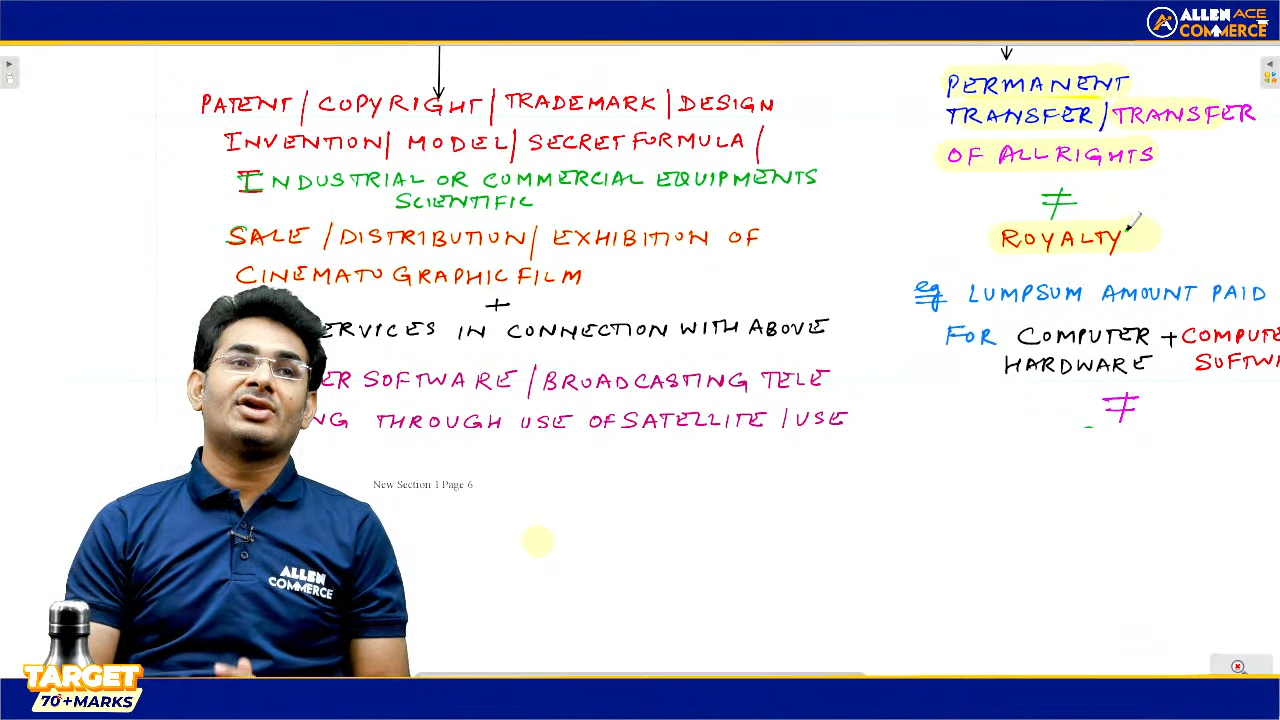 ALLEN ACE
COMMERCE
PATENT / COPYRIGHT / TRADEMARK / DESIGN
INVENTION / MODEL / SECRET FORMULA /
INDUSTRIAL OR COMMERCIAL EQUIPMENTS
SCIENTIFIC
SALE / DISTRIBUTION / EXHIBITION OF
CINEMATOGRAPHIC FILM
+
ERVICES IN CONNECTION WITH ABOVE
ER SOFTWARE / BROADCASTING TELE
NG THROUGH USE OF SATELLITE / USE
New Section 1 Page 6
PERMANENT
TRANSFER / TRANSFER
OF ALL RIGHTS
≠
ROYALTY
eg LUMPSUM AMOUNT PAID
FOR COMPUTER + COMPUTE
HARDWARE SOFTW
≠
ALLEN
COMMERCE
TARGET
70+MARKS